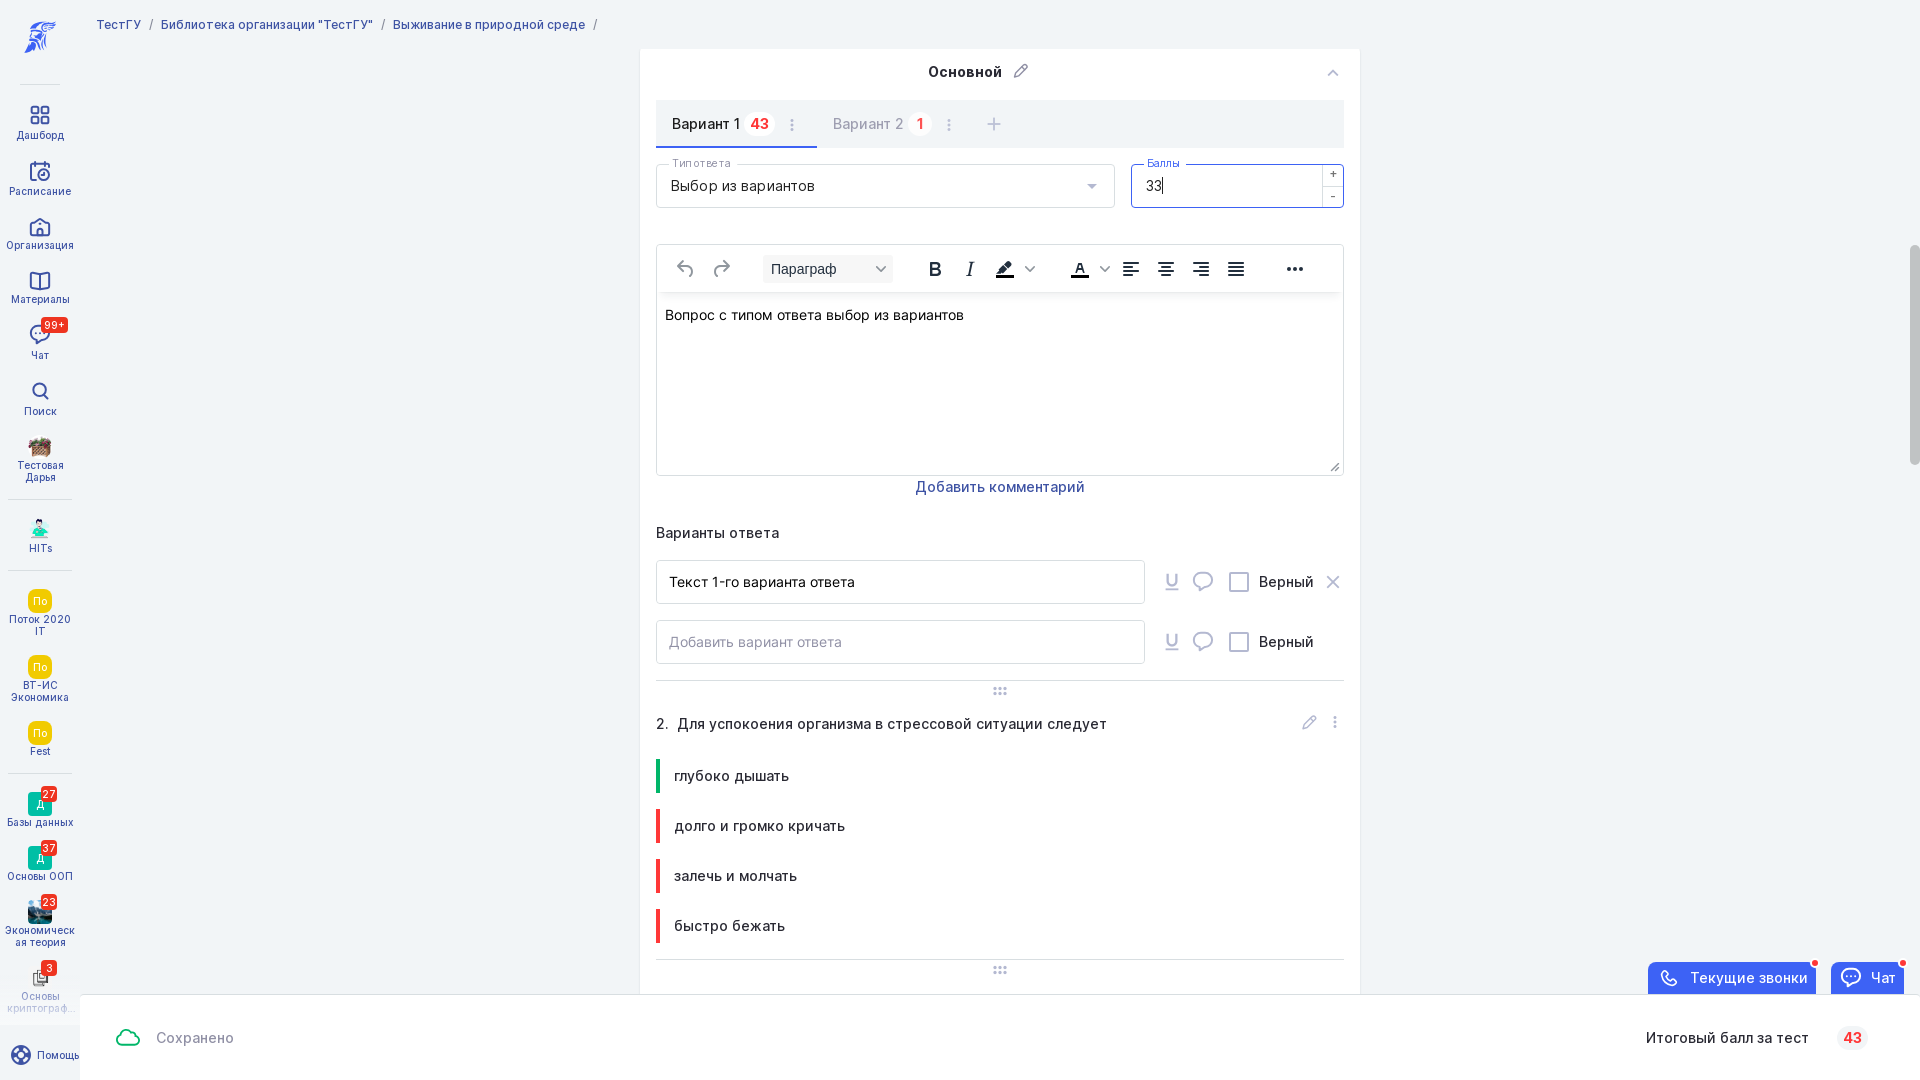 ТестГУ / Библиотека организации "ТестГУ" / Выживание в природной среде /
Дашборд
Расписание
Организация
Материалы
99+
Чат
Поиск
Тестовая
Дарья
HITs
По
Поток 2020
IT
По
ВТ-ИС
Экономика
По
Fest
27
Д
Базы данных
37
Д
Основы ООП
23
Экономичес
ая теория
3
Основы
криптограф...
Помощь
Основной
Вариант 1 43
Вариант 2 1
Тип ответа
Выбор из вариантов
Баллы
33
+
-
Параграф
B I A
Вопрос с типом ответа выбор из вариантов
Добавить комментарий
Варианты ответа
Текст 1-го варианта ответа
Верный
Добавить вариант ответа
Верный
2. Для успокоения организма в стрессовой ситуации следует
глубоко дышать
долго и громко кричать
залечь и молчать
быстро бежать
Текущие звонки
Чат
Сохранено
Итоговый балл за тест 43